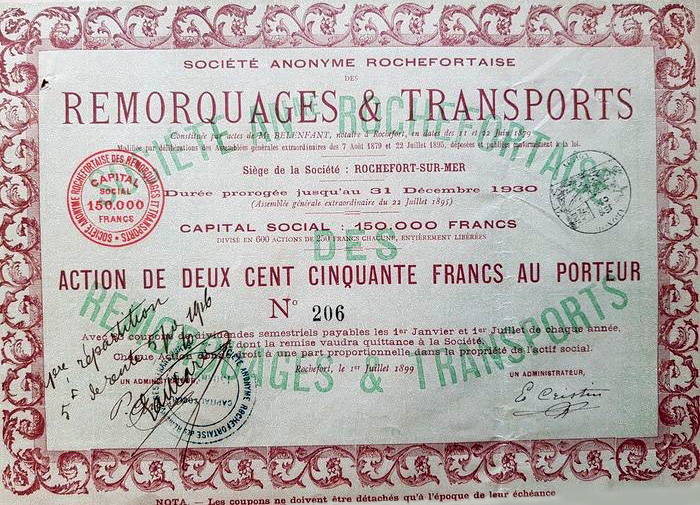 SOCIÉTÉ ANONYME ROCHEFORTAISE
DES
REMORQUAGES & TRANSPORTS
Constituée par actes de Me BELENFANT, notaire à Rochefort, en dates des 11 et 22 Juin 1879
Modifiée par délibérations des Assemblées générales extraordinaires des 7 Août 1879 et 22 Juillet 1895, déposées et publiées conformément à la loi.
Siège de la Société : ROCHEFORT-SUR-MER
Durée prorogée jusqu'au 31 Décembre 1930
(Assemblée générale extraordinaire du 22 Juillet 1895)
SOCIÉTÉ ANONYME ROCHEFORTAISE DES REMORQUAGES ET TRANSPORTS
CAPITAL
SOCIAL
150.000
FRANCS
CAPITAL SOCIAL : 150.000 FRANCS
DIVISÉ EN 600 ACTIONS DE 250 FRANCS CHACUNE, ENTIÈREMENT LIBÉRÉES
SOCIÉTÉ ANME ROCHEFORTAISE
DES
REMORQUAGES & TRANSPORTS
ACTION DE DEUX CENT CINQUANTE FRANCS AU PORTEUR
No 206
Avec coupons de dividendes semestriels payables les 1er Janvier et 1er Juillet de chaque année,
dont la remise vaudra quittance à la Société.
Chaque Action donne droit à une part proportionnelle dans la propriété de l'actif social.
Rochefort, le 1er Juillet 1899
répartition
1916
UN ADMINISTRATEUR,
UN ADMINISTRATEUR,
E Cristin
ANONYME ROCHEFORTAISE
CAPITAL
NOTA. — Les coupons ne doivent être détachés qu'à l'époque de leur échéance